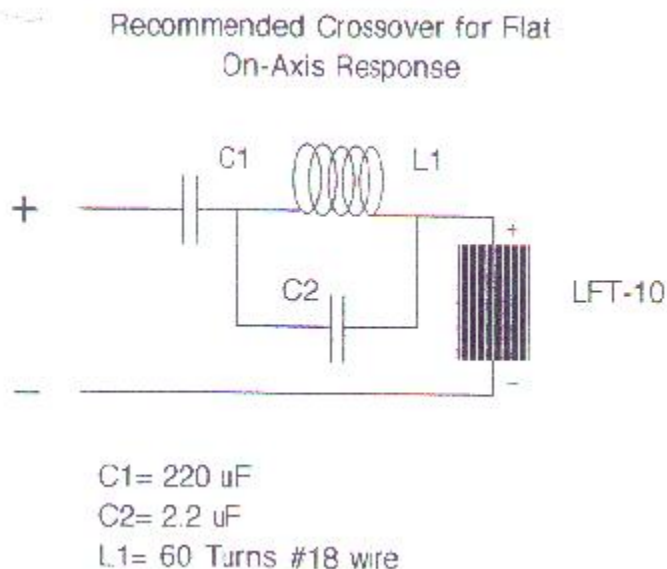 Recommended Crossover for Flat
On-Axis Response
C1
L1
+
+
C2
LFT-10
−
−
C1= 220 uF
C2= 2.2 uF
L1= 60 Turns #18 wire